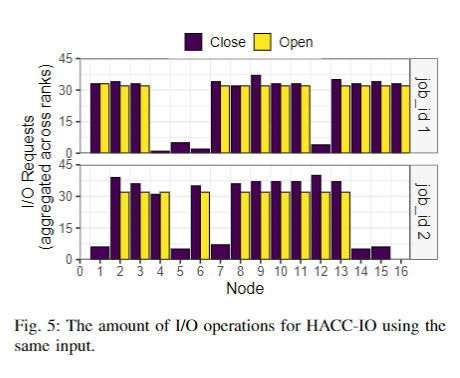 Close Open
I/O Requests
(aggregated across ranks)
45
30
15
0
job_id 1
45
30
15
0
job_id 2
0 1 2 3 4 5 6 7 8 9 10 11 12 13 14 15 16
Node
Fig. 5: The amount of I/O operations for HACC-IO using the
same input.